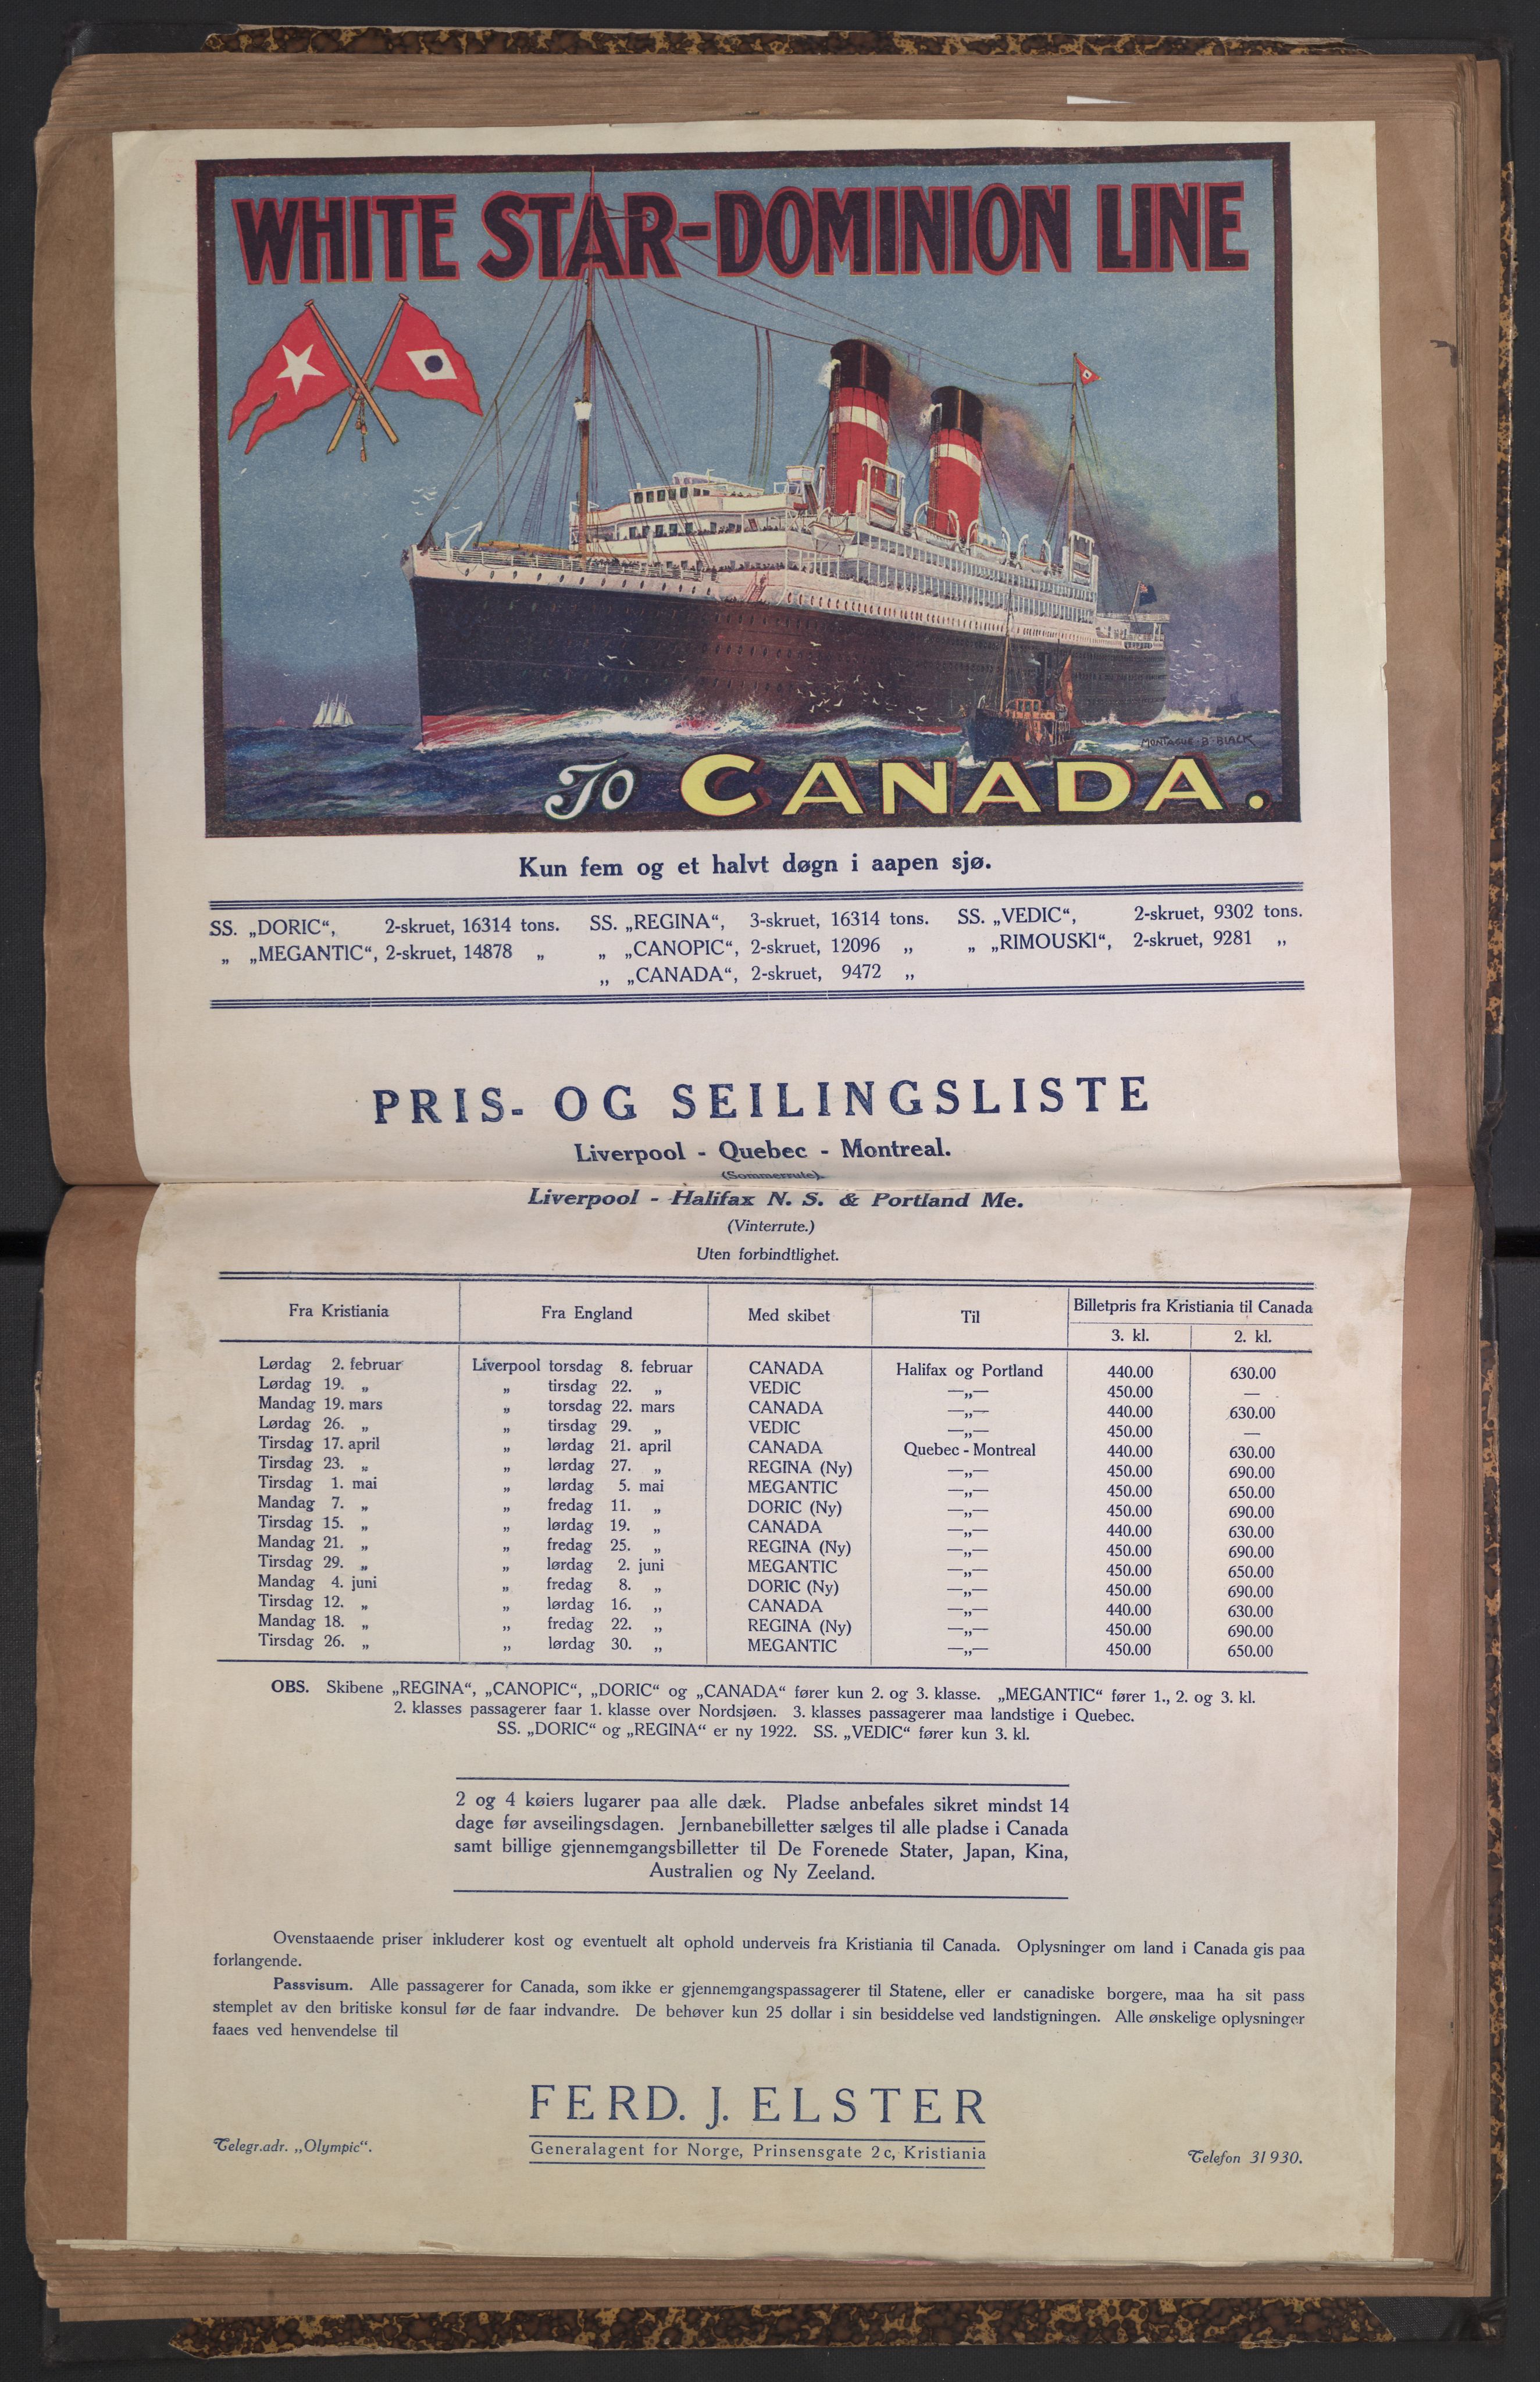 WHITE STAR-DOMINION LINE
MONTAGUE·B·BLACK
To CANADA.
Kun fem og et halvt døgn i aapen sjø.
SS. „DORIC“, 2-skruet, 16314 tons. SS. „REGINA“, 3-skruet, 16314 tons. SS. „VEDIC“, 2-skruet, 9302 tons.
„ „MEGANTIC“, 2-skruet, 14878 „ „ „CANOPIC“, 2-skruet, 12096 „ „ „RIMOUSKI“, 2-skruet, 9281 „
„ „CANADA“, 2-skruet, 9472 „
PRIS- OG SEILINGSLISTE
Liverpool - Quebec - Montreal.
(Sommerrute).
Liverpool - Halifax N. S. & Portland Me.
(Vinterrute.)
Uten forbindtlighet.
Fra Kristiania Fra England Med skibet Til Billetpris fra Kristiania til Canada
3. kl. 2. kl.
Lørdag 2. februar Liverpool torsdag 8. februar CANADA Halifax og Portland 440.00 630.00
Lørdag 19. „ „ tirsdag 22. „ VEDIC —„— 450.00 —
Mandag 19. mars „ torsdag 22. mars CANADA —„— 440.00 630.00
Lørdag 26. „ „ tirsdag 29. „ VEDIC —„— 450.00 —
Tirsdag 17. april „ lørdag 21. april CANADA Quebec - Montreal 440.00 630.00
Tirsdag 23. „ „ lørdag 27. „ REGINA (Ny) —„— 450.00 690.00
Tirsdag 1. mai „ lørdag 5. mai MEGANTIC —„— 450.00 650.00
Mandag 7. „ „ fredag 11. „ DORIC (Ny) —„— 450.00 690.00
Tirsdag 15. „ „ lørdag 19. „ CANADA —„— 440.00 630.00
Mandag 21. „ „ fredag 25. „ REGINA (Ny) —„— 450.00 690.00
Tirsdag 29. „ „ lørdag 2. juni MEGANTIC —„— 450.00 650.00
Mandag 4. juni „ fredag 8. „ DORIC (Ny) —„— 450.00 690.00
Tirsdag 12. „ „ lørdag 16. „ CANADA —„— 440.00 630.00
Mandag 18. „ „ fredag 22. „ REGINA (Ny) —„— 450.00 690.00
Tirsdag 26. „ „ lørdag 30. „ MEGANTIC —„— 450.00 650.00
OBS. Skibene „REGINA“, „CANOPIC“, „DORIC“ og „CANADA“ fører kun 2. og 3. klasse. „MEGANTIC“ fører 1., 2. og 3. kl.
2. klasses passagerer faar 1. klasse over Nordsjøen. 3. klasses passagerer maa landstige i Quebec.
SS. „DORIC“ og „REGINA“ er ny 1922. SS. „VEDIC“ fører kun 3. kl.
2 og 4 køiers lugarer paa alle dæk. Pladse anbefales sikret mindst 14
dage før avseilingsdagen. Jernbanebilletter sælges til alle pladse i Canada
samt billige gjennemgangsbilletter til De Forenede Stater, Japan, Kina,
Australien og Ny Zeeland.
Ovenstaaende priser inkluderer kost og eventuelt alt ophold underveis fra Kristiania til Canada. Oplysninger om land i Canada gis paa
forlangende.
Passvisum. Alle passagerer for Canada, som ikke er gjennemgangspassagerer til Statene, eller er canadiske borgere, maa ha sit pass
stemplet av den britiske konsul før de faar indvandre. De behøver kun 25 dollar i sin besiddelse ved landstigningen. Alle ønskelige oplysninger
faaes ved henvendelse til
FERD. J. ELSTER
Telegr.adr. „Olympic“. Generalagent for Norge, Prinsensgate 2 c, Kristiania Telefon 31930.